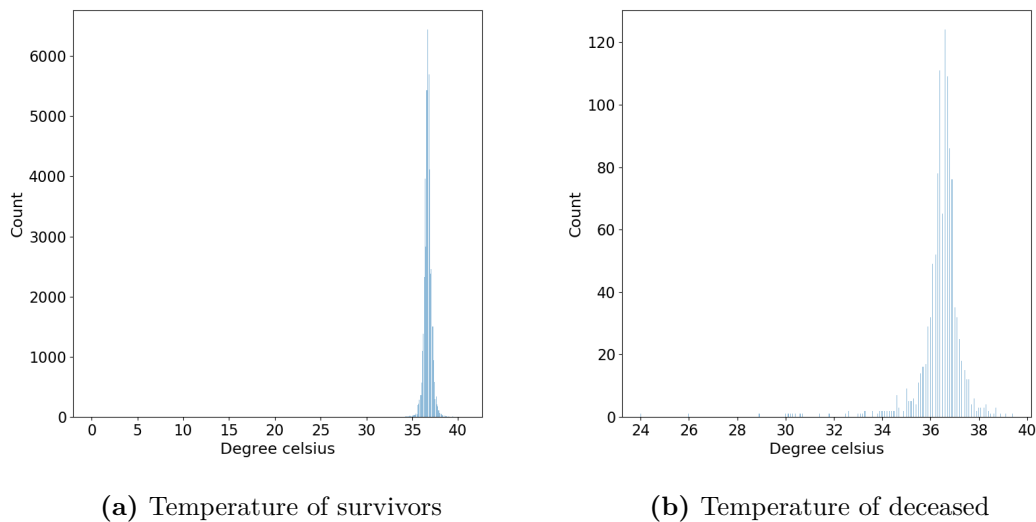 6000
5000
4000
3000
2000
1000
0
Count
0 5 10 15 20 25 30 35 40
Degree celsius
(a) Temperature of survivors
120
100
80
60
40
20
0
Count
24 26 28 30 32 34 36 38 40
Degree celsius
(b) Temperature of deceased